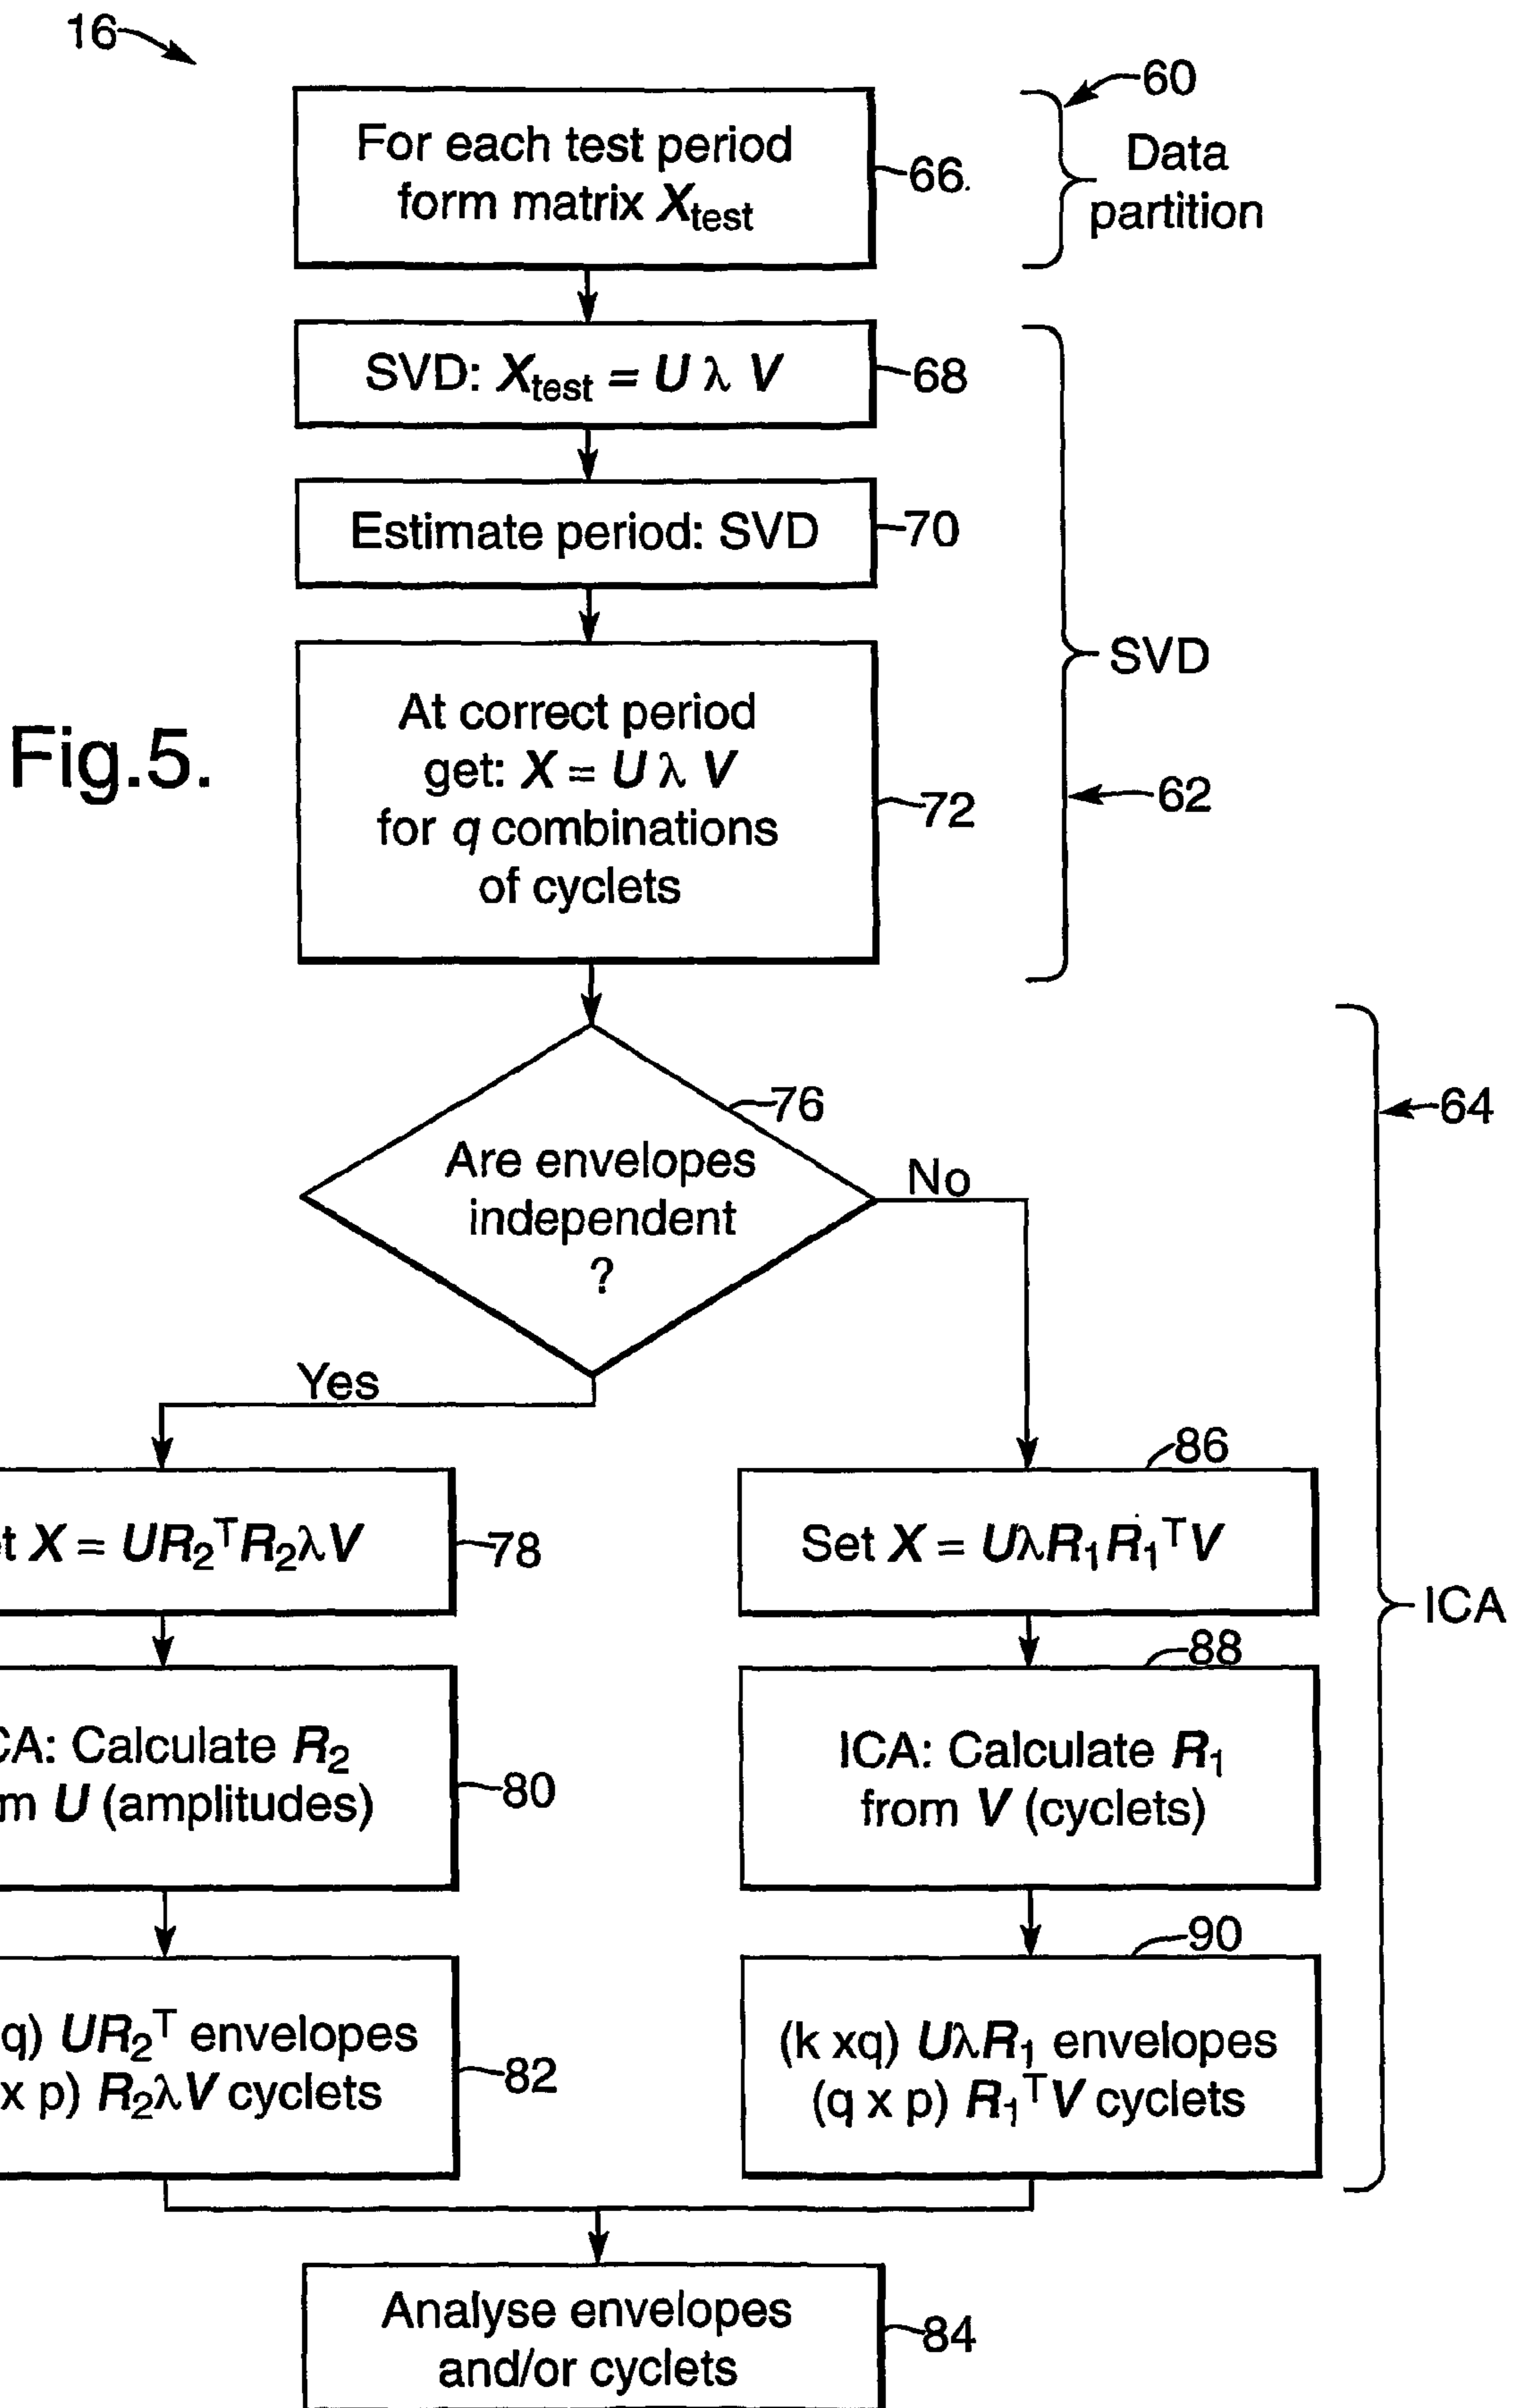 16
For each test period
form matrix Xtest
66.
60
Data
partition
SVD: Xtest = U λ V
68
Estimate period: SVD
70
SVD
Fig.5.
At correct period
get: X = U λ V
for q combinations
of cyclets
72
62
Are envelopes
independent
?
76
No
64
Yes
X = UR₂ᵀR₂λV
78
86
Set X = UλR₁R₁ᵀV
ICA
Calculate R₂
U (amplitudes)
80
88
ICA: Calculate R₁
from V (cyclets)
q) UR₂ᵀ envelopes
x p) R₂λV cyclets
82
90
(k xq) UλR₁ envelopes
(q x p) R₁ᵀV cyclets
Analyse envelopes
and/or cyclets
84